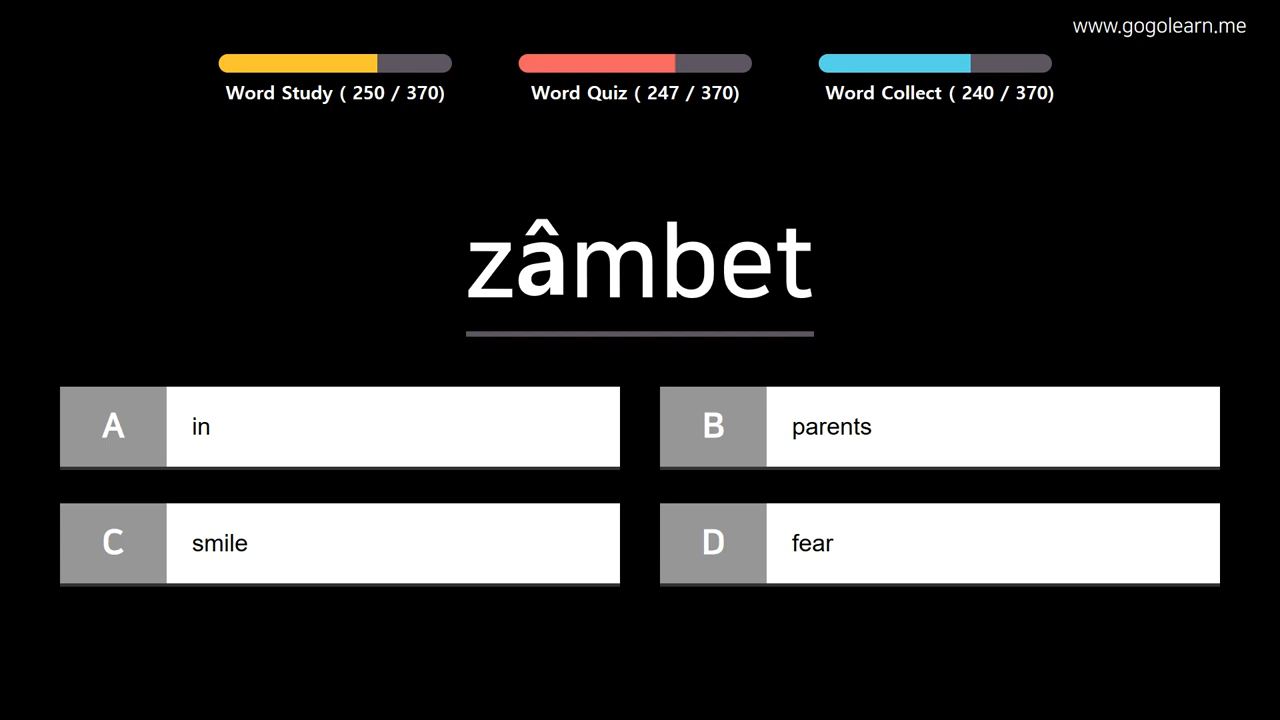 www.gogolearn.me
Word Study ( 250 / 370)
Word Quiz ( 247 / 370)
Word Collect ( 240 / 370)
zâmbet
A in
B parents
C smile
D fear